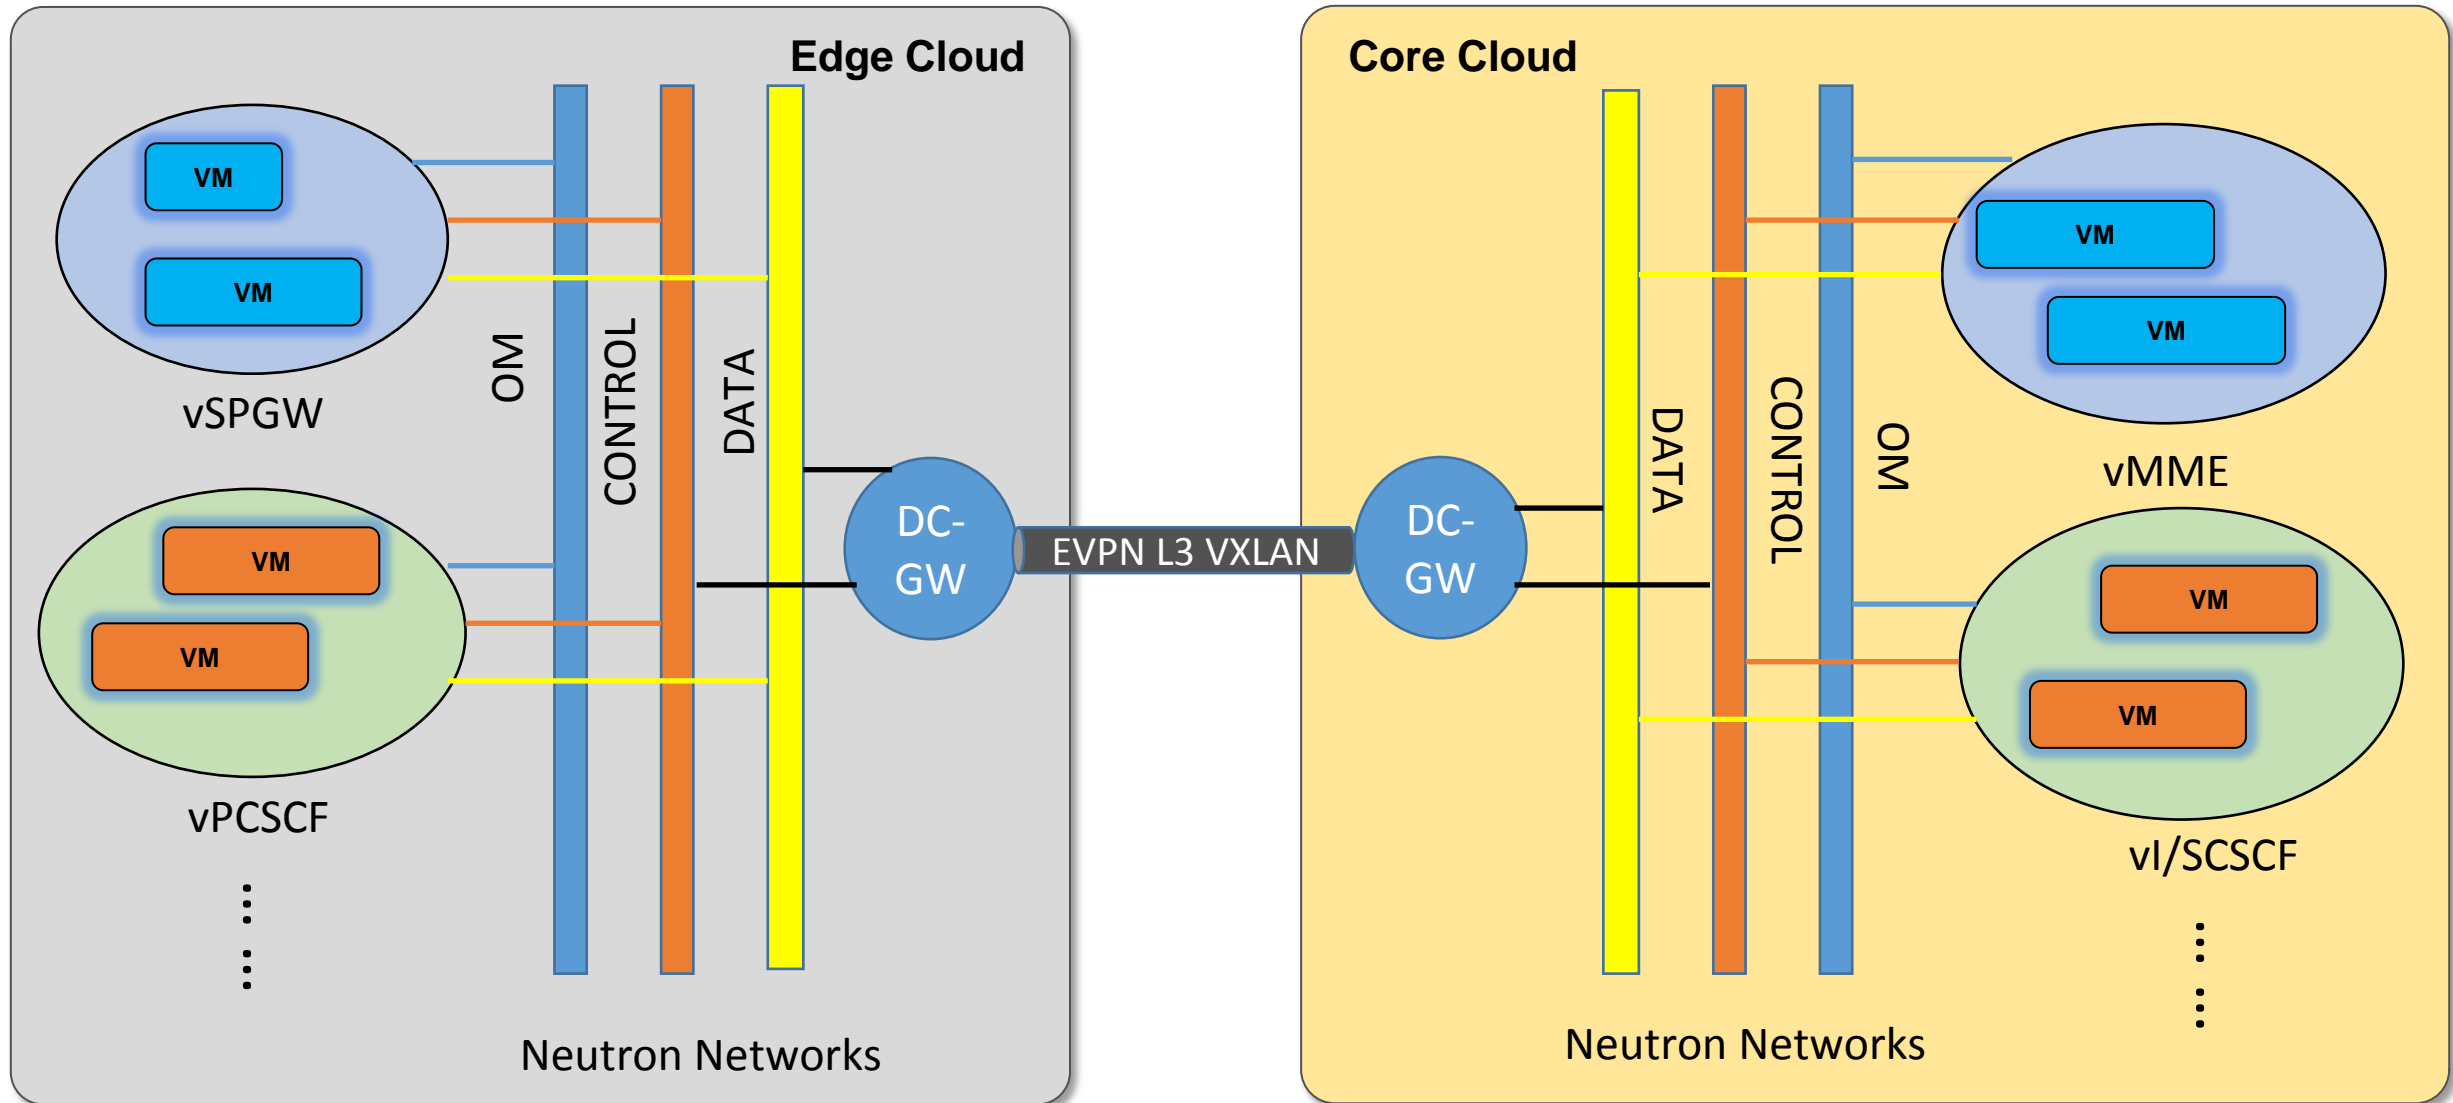 Edge Cloud
VM
VM
vSPGW
OM
CONTROL
DATA
VM
VM
vPCSCF
DC-
GW
Neutron Networks
EVPN L3 VXLAN
Core Cloud
DC-
GW
DATA
CONTROL
OM
VM
VM
vMME
VM
VM
vI/SCSCF
Neutron Networks